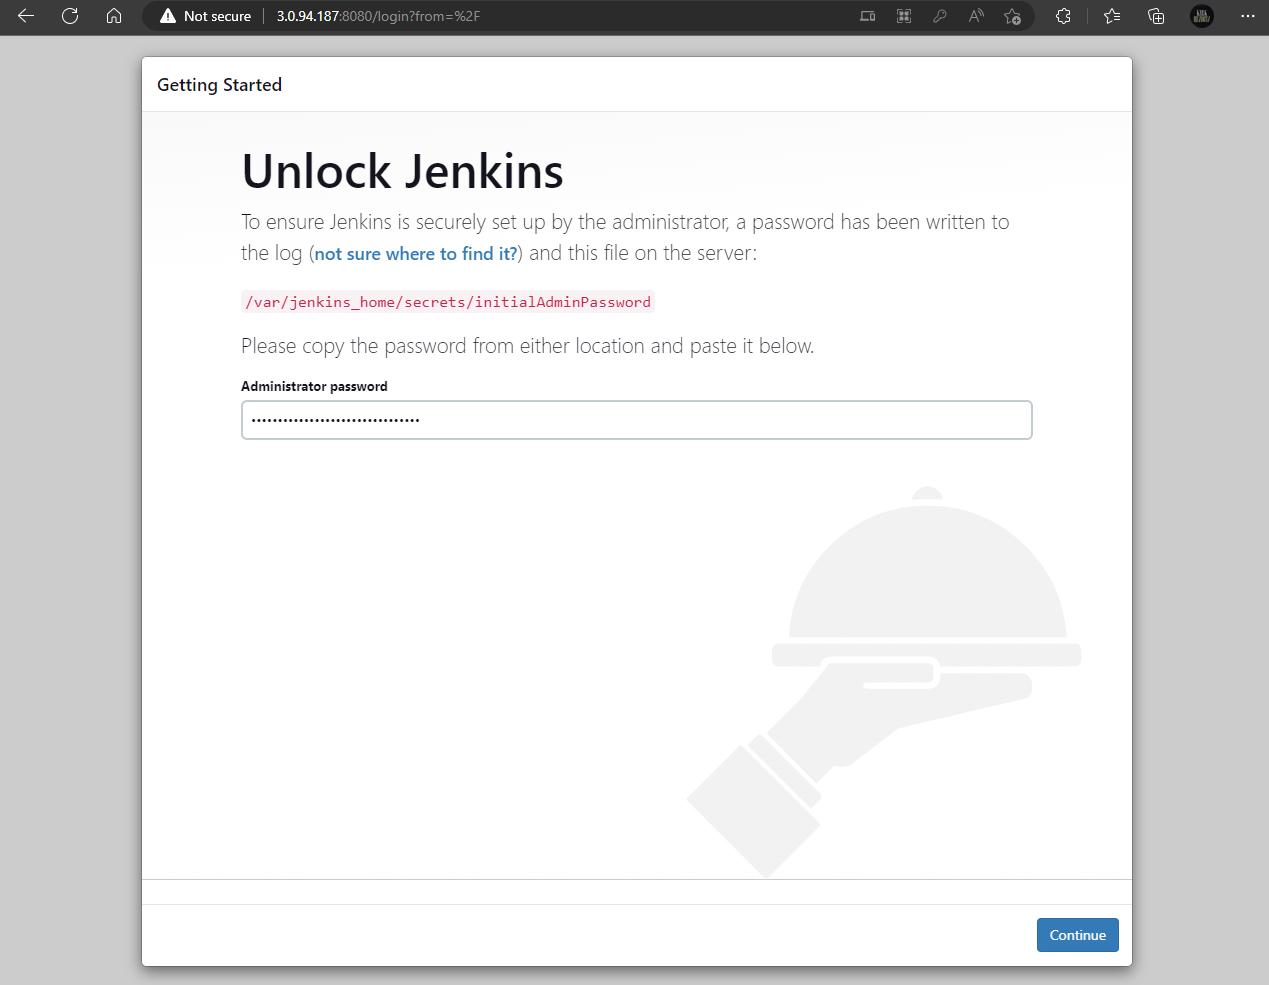 Not secure 3.0.94.187:8080/login?from=%2F
Getting Started
Unlock Jenkins
To ensure Jenkins is securely set up by the administrator, a password has been written to
the log (not sure where to find it?) and this file on the server:
/var/jenkins_home/secrets/initialAdminPassword
Please copy the password from either location and paste it below.
Administrator password
Continue